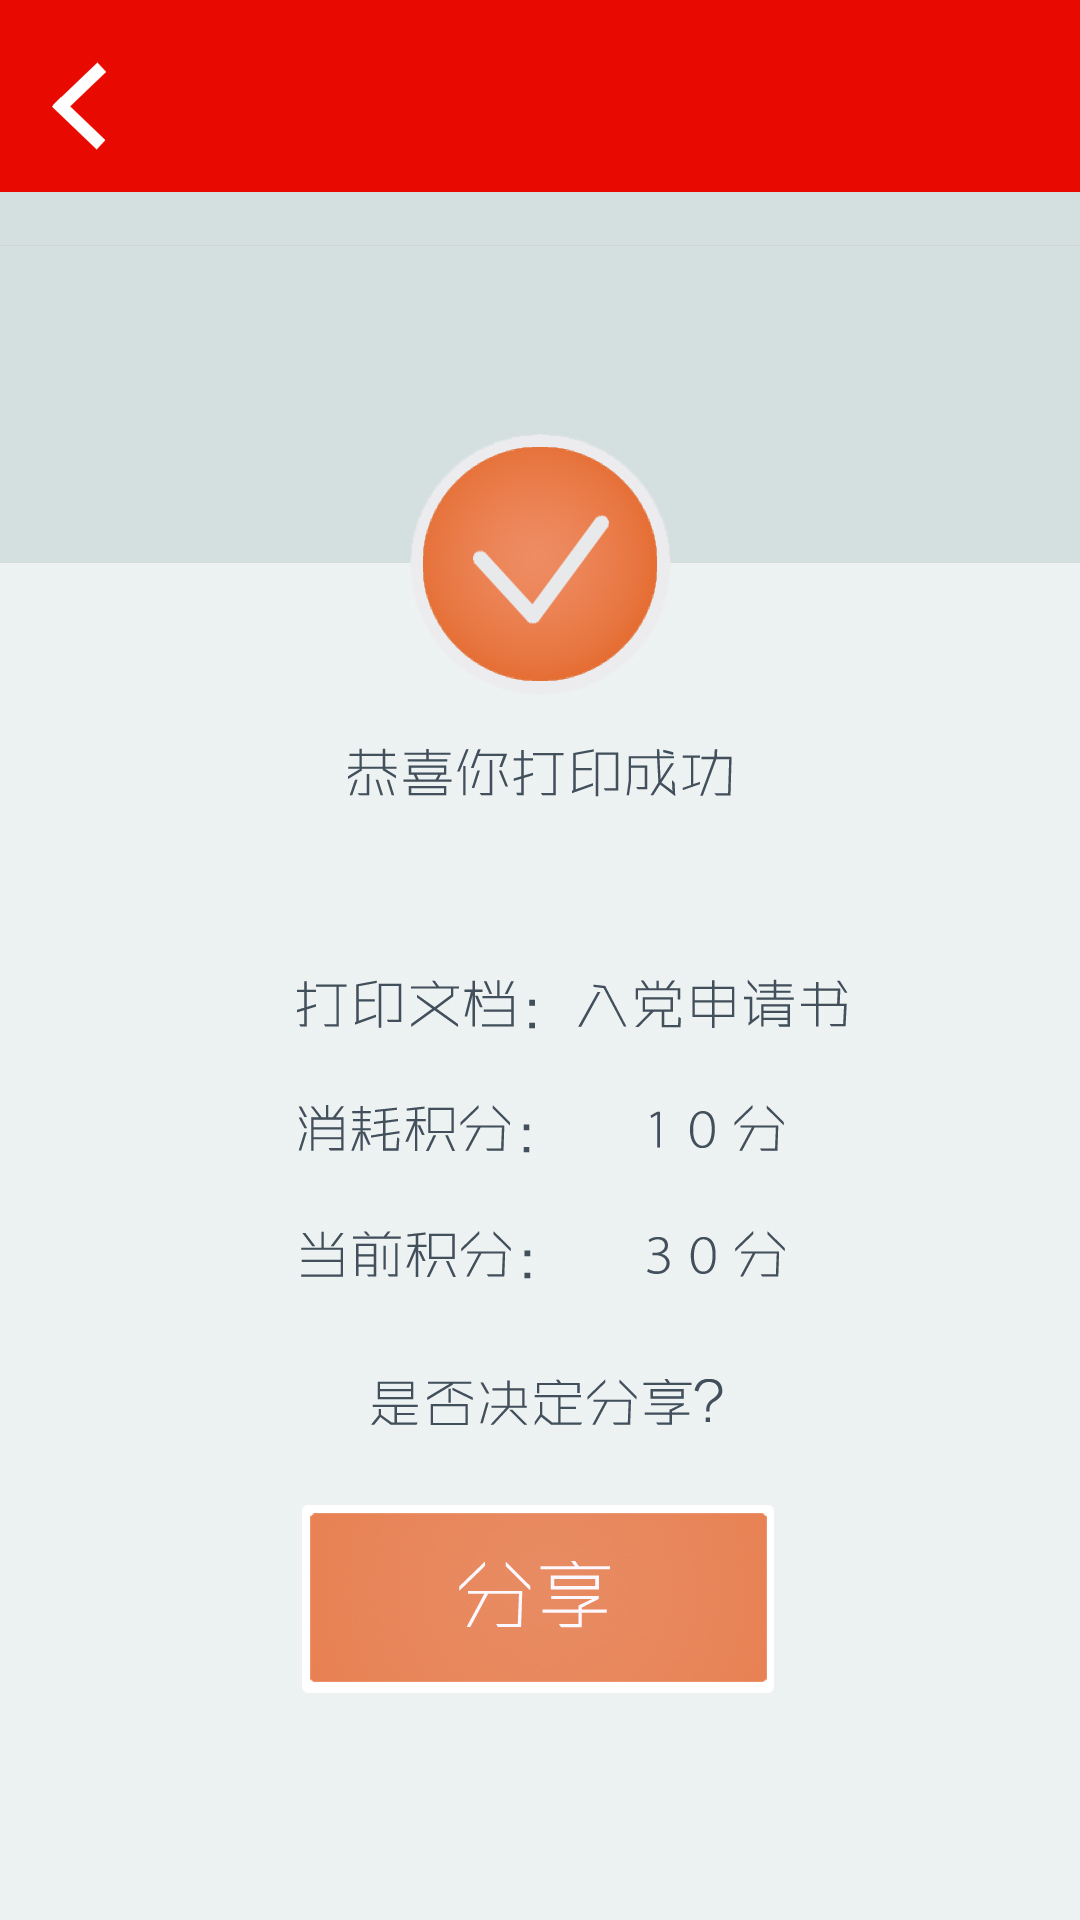 恭喜你打印成功
打印文档：入党申请书
消耗积分： 10分
当前积分： 30分
是否决定分享?
分享